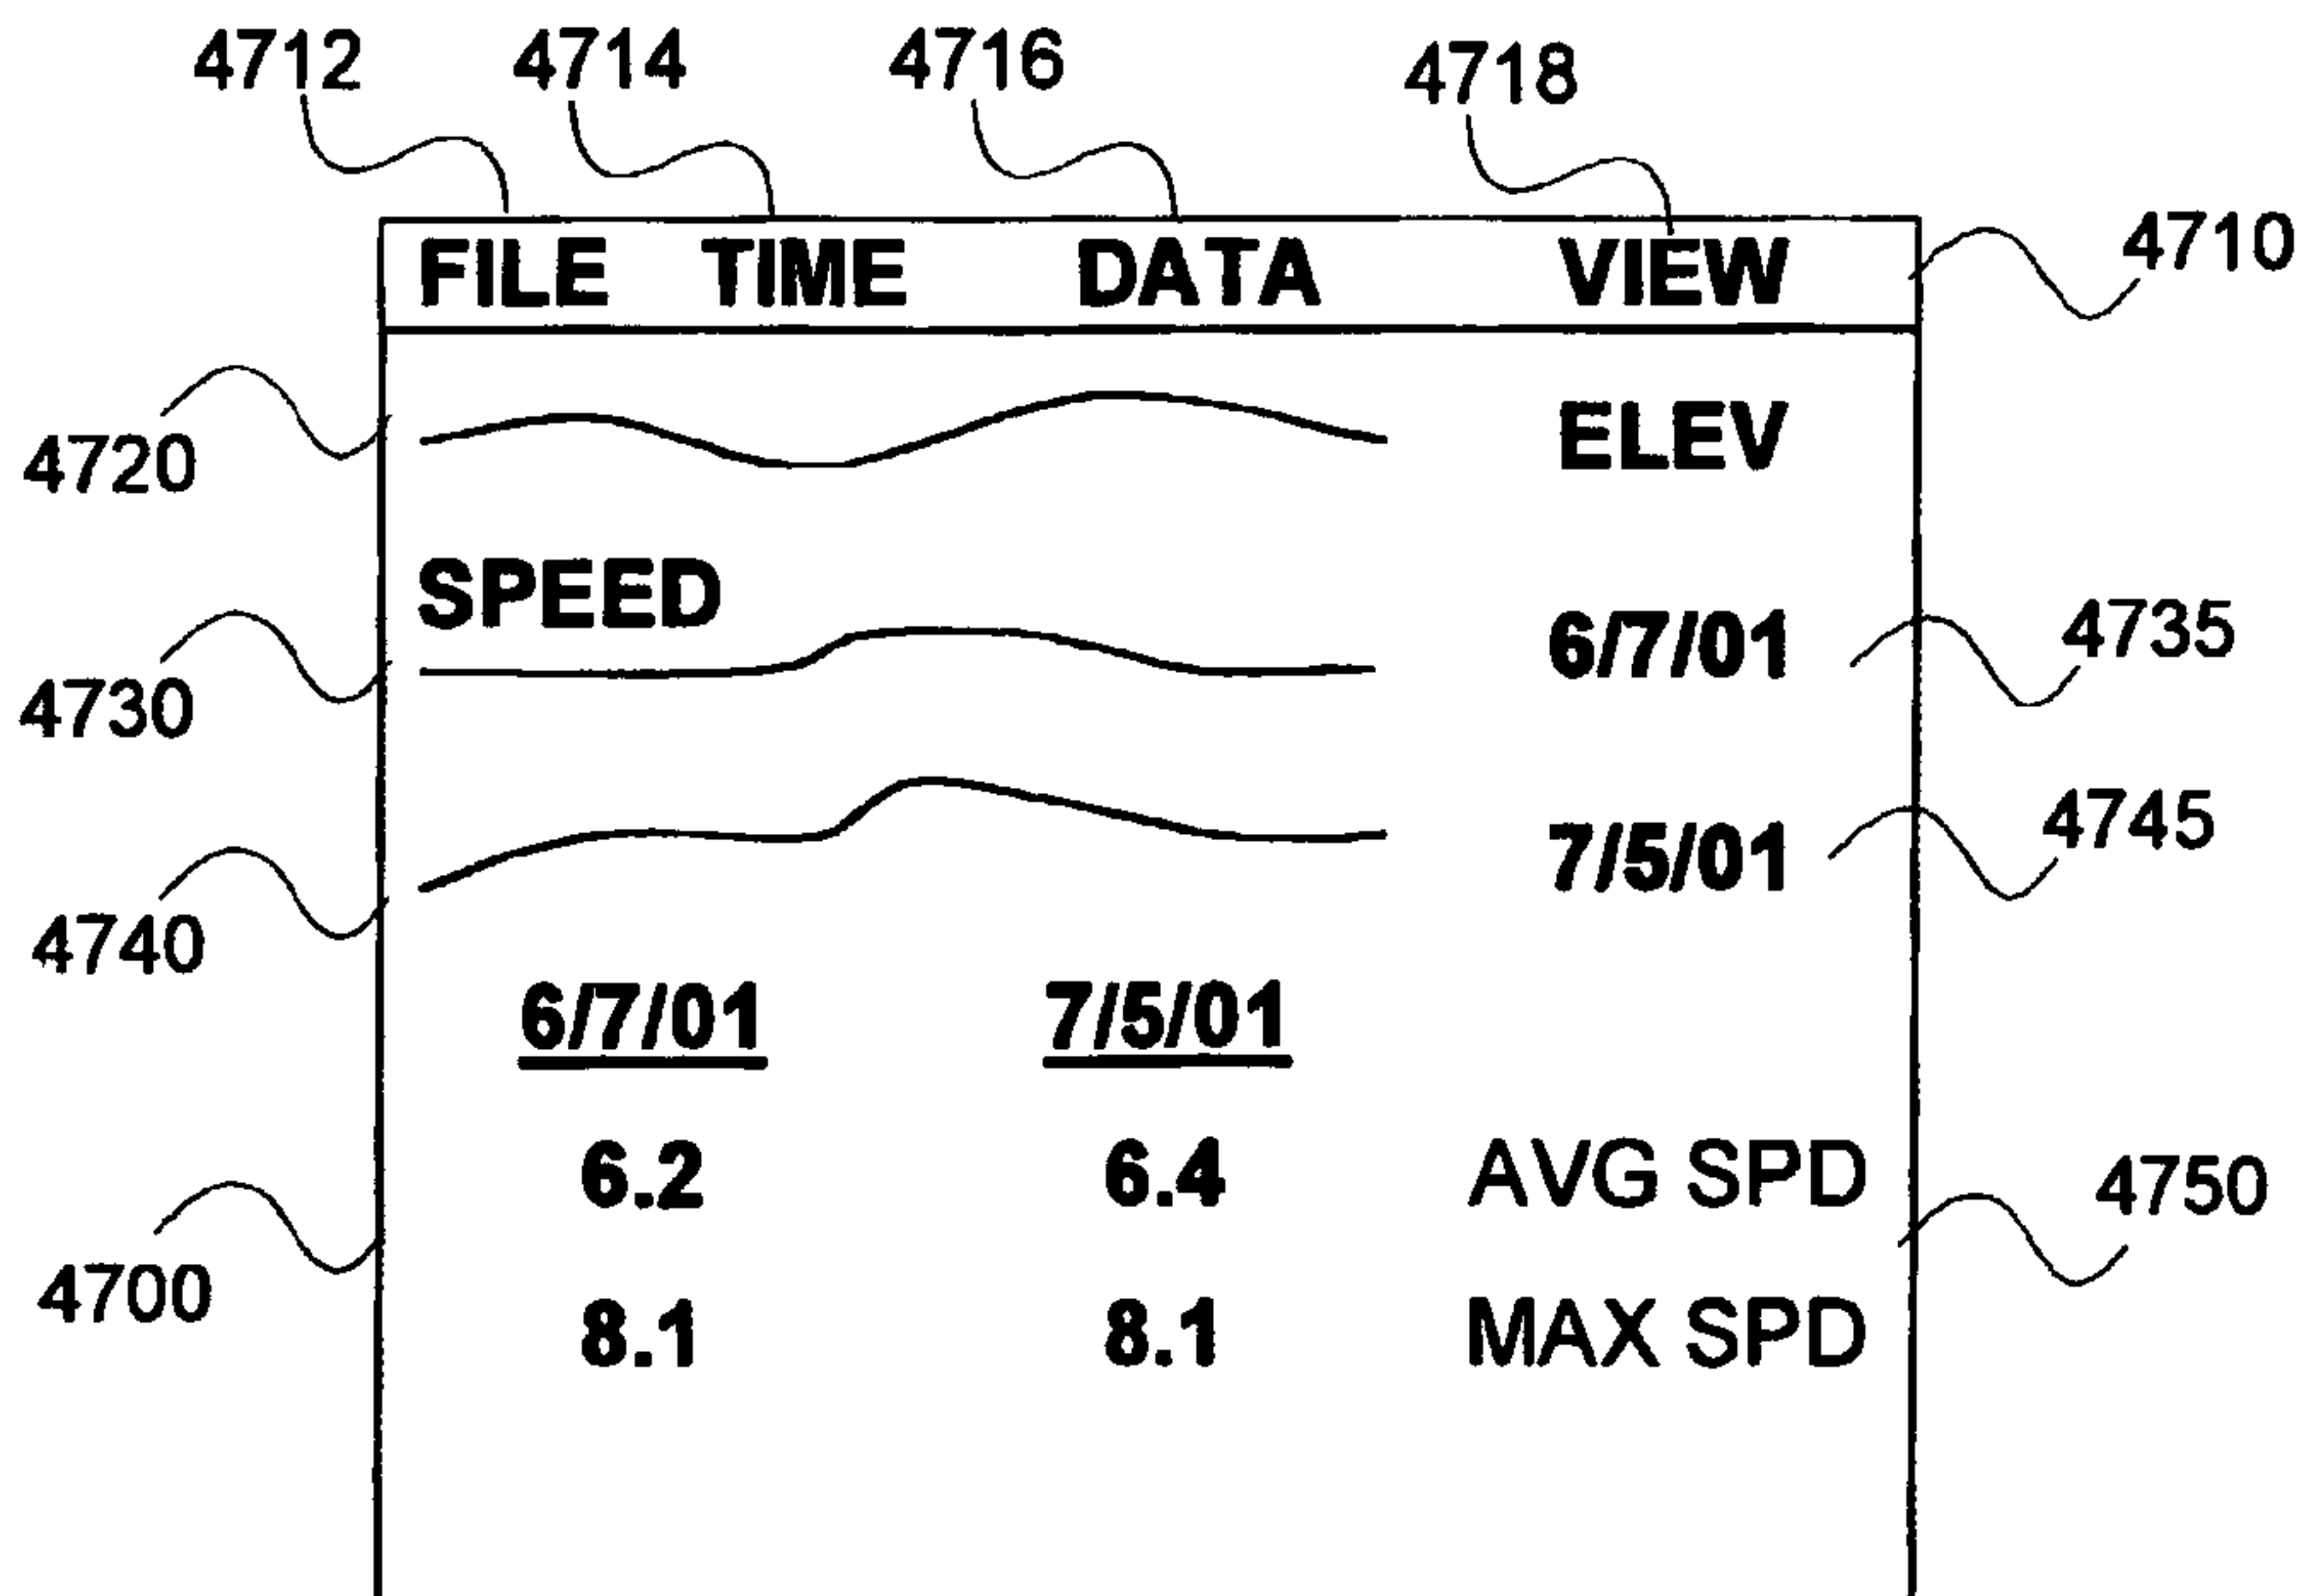 4712 4714 4716 4718
4710
FILE TIME DATA VIEW
4720 ELEV
SPEED
4730 6/7/01 4735
4740 7/5/01 4745
6/7/01 7/5/01
6.2 6.4 AVG SPD 4750
4700
8.1 8.1 MAX SPD